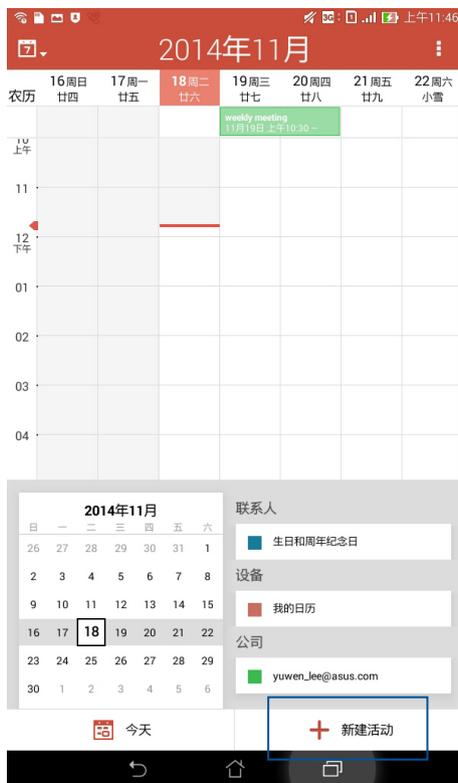 3G 1 上午11:46
7 2014年11月
农历 16周日 17周一 18周二 19周三 20周四 21周五 22周六
廿四 廿五 廿六 廿七 廿八 廿九 小雪
weekly meeting
11月19日 上午10:30 –
10
上午
11
12
下午
01
02
03
04
2014年11月
日 一 二 三 四 五 六
26 27 28 29 30 31 1
2 3 4 5 6 7 8
9 10 11 12 13 14 15
16 17 18 19 20 21 22
23 24 25 26 27 28 29
30 1 2 3 4 5 6
联系人
生日和周年纪念日
设备
我的日历
公司
yuwen_lee@asus.com
今天
新建活动